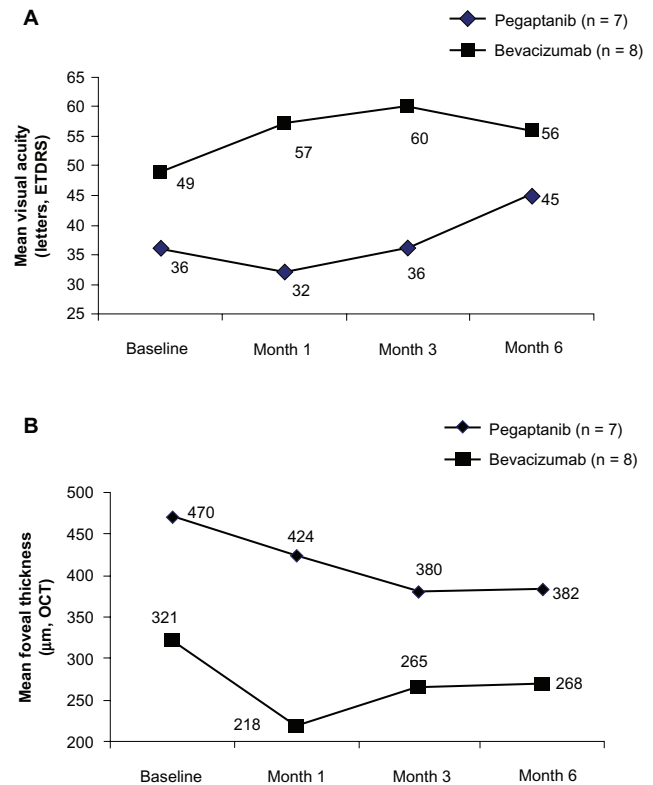 A
Pegaptanib (n = 7)
Bevacizumab (n = 8)
Mean visual acuity
(letters, ETDRS)
65
60
55
50
45
40
35
30
25
49
57
60
56
36
32
36
45
Baseline
Month 1
Month 3
Month 6
B
Pegaptanib (n = 7)
Bevacizumab (n = 8)
Mean foveal thickness
(µm, OCT)
500
450
400
350
300
250
200
470
424
380
382
321
218
265
268
Baseline
Month 1
Month 3
Month 6